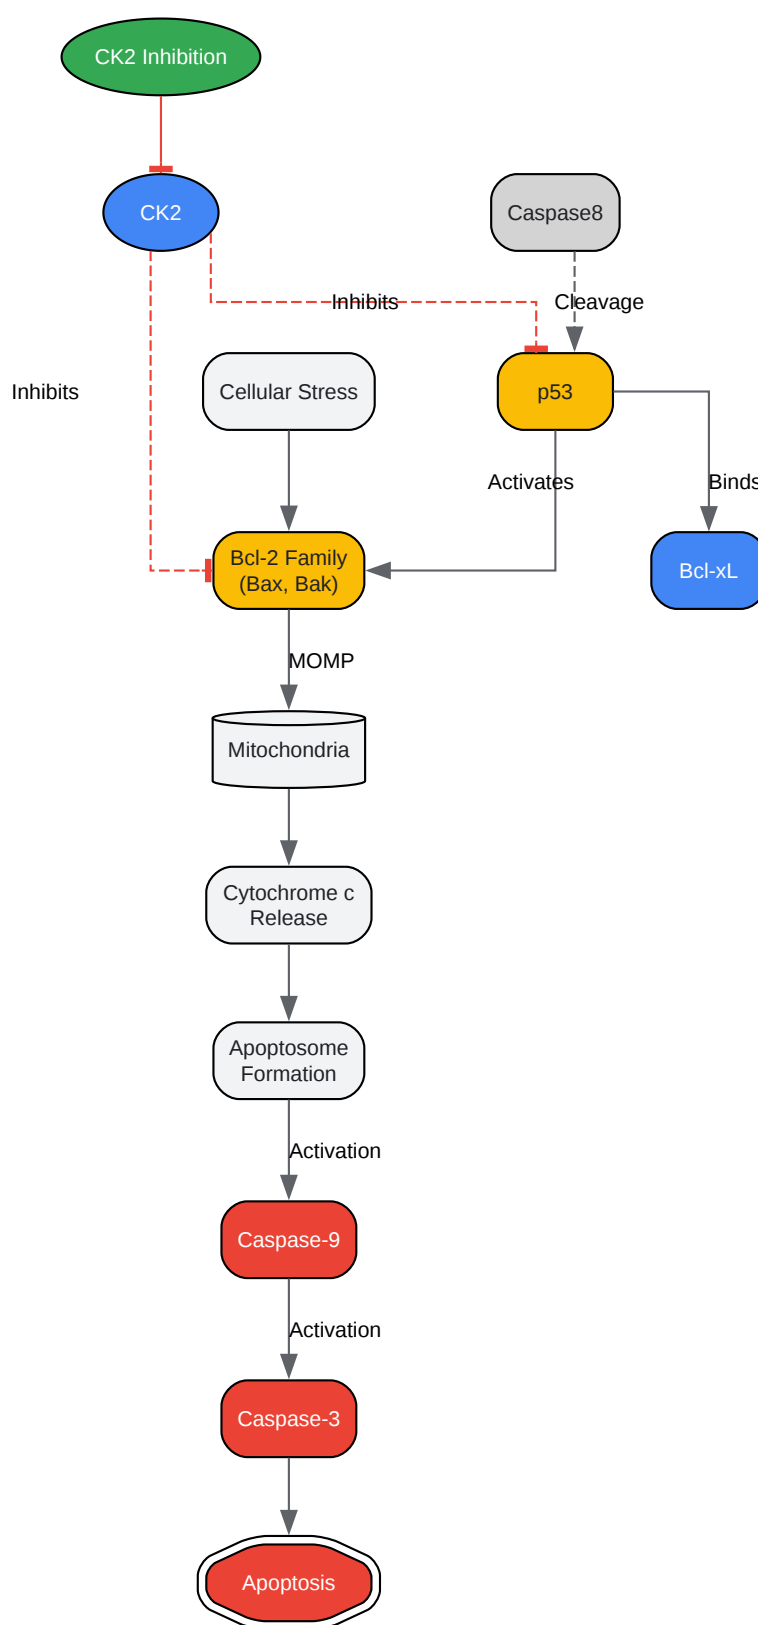 CK2 Inhibition
CK2
Caspase8
Inhibits
Cleavage
Inhibits
Cellular Stress
p53
Activates
Binds
Bcl-2 Family
(Bax, Bak)
Bcl-xL
MOMP
Mitochondria
Cytochrome c
Release
Apoptosome
Formation
Activation
Caspase-9
Activation
Caspase-3
Apoptosis